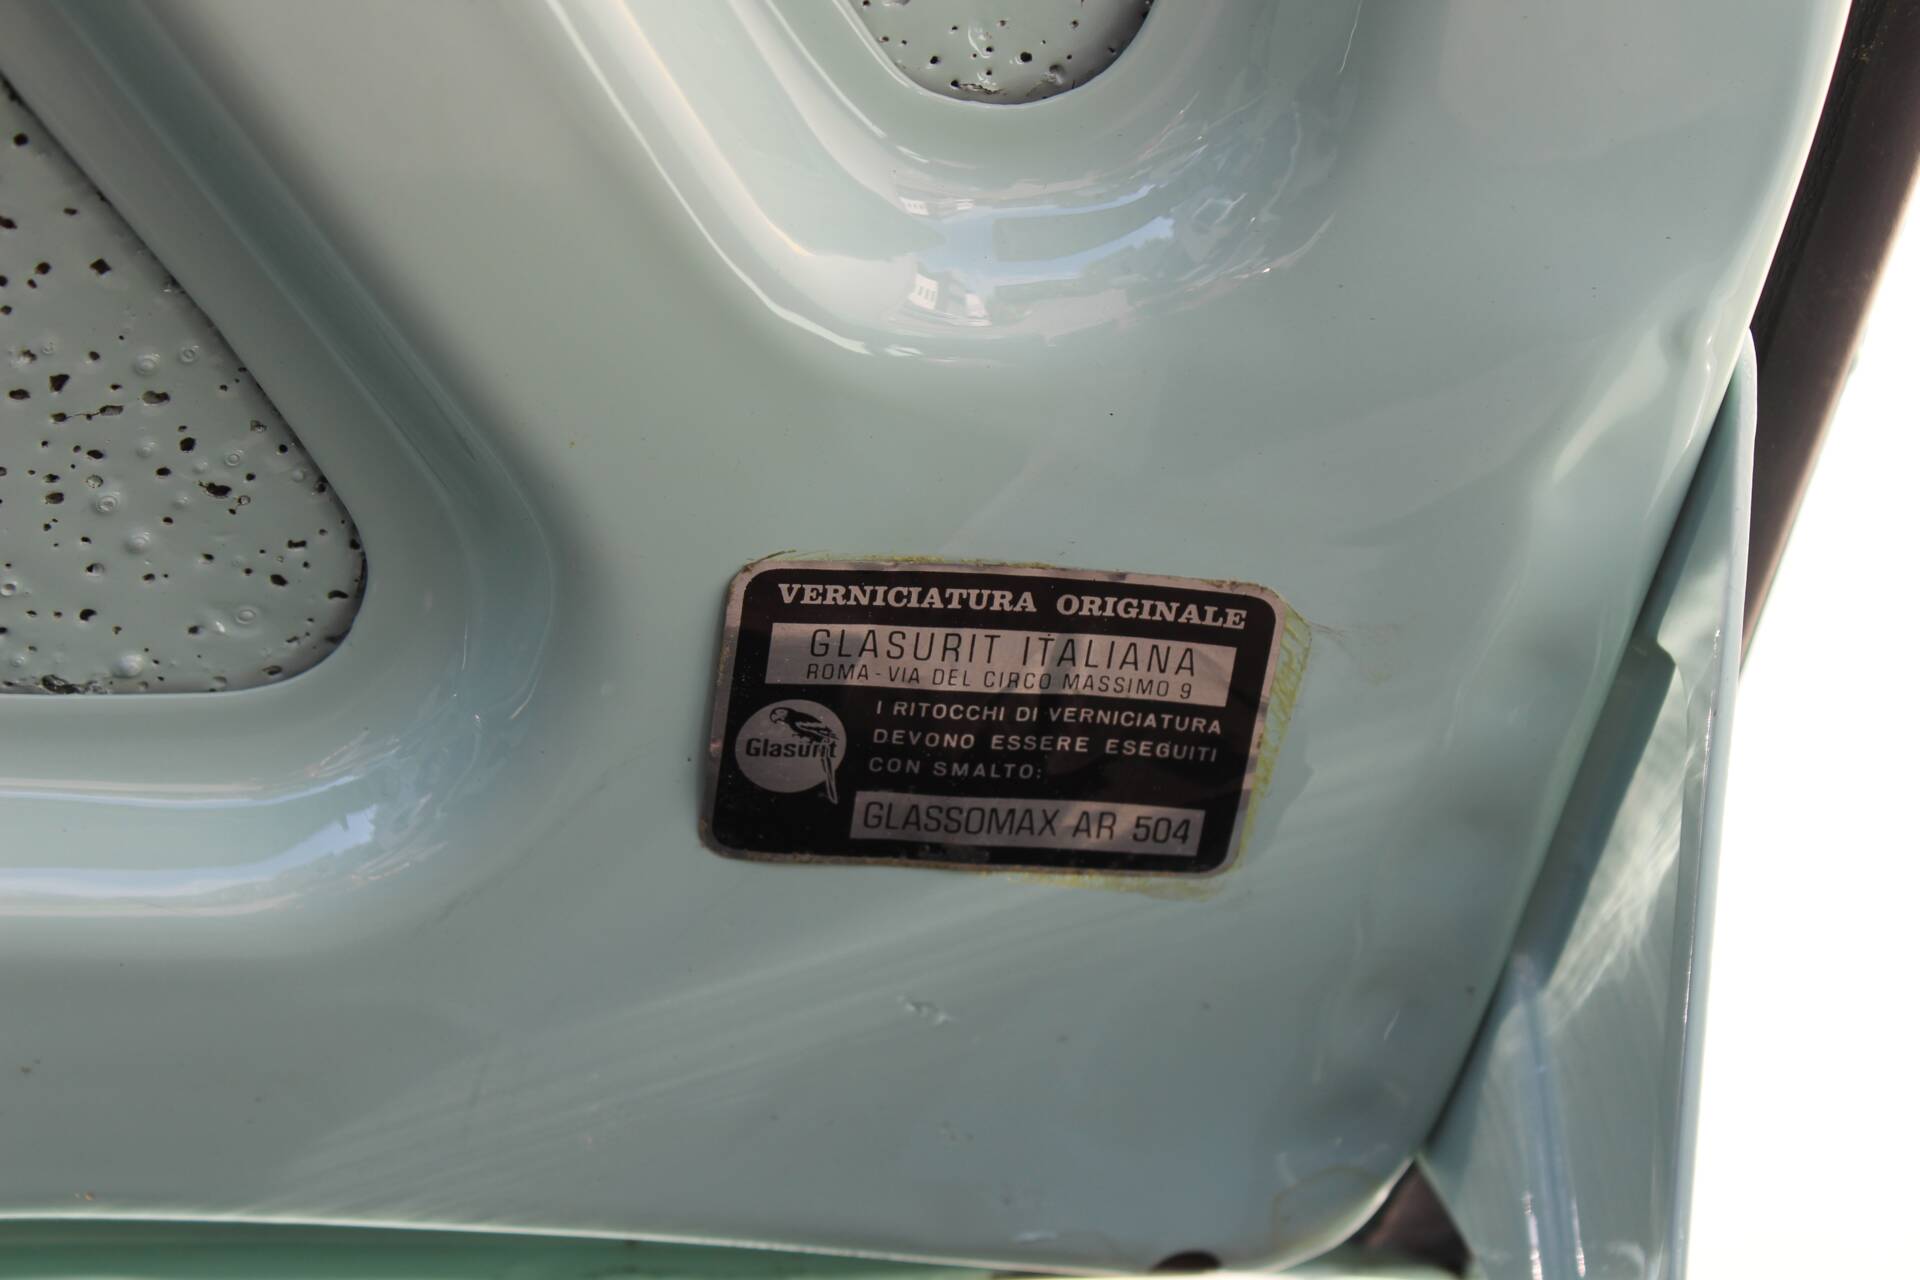 VERNICIATURA ORIGINALE
GLASURIT ITALIANA
ROMA - VIA DEL CIRCO MASSIMO 9
I RITOCCHI DI VERNICIATURA
DEVONO ESSERE ESEGUITI
CON SMALTO:
Glasurit
GLASSOMAX AR 504